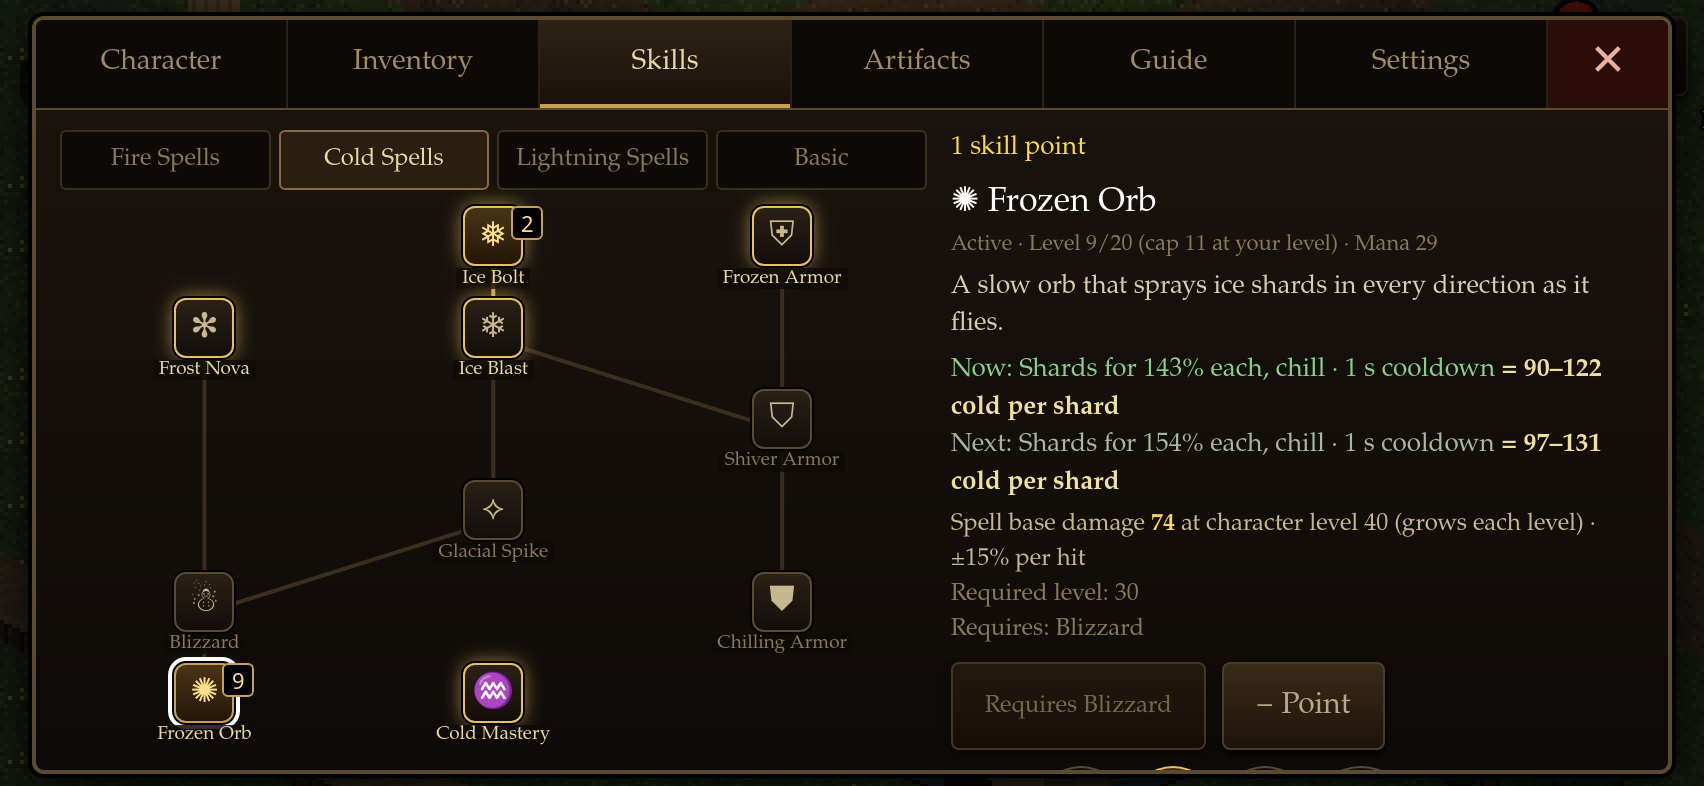 Character
Inventory
Skills
Artifacts
Guide
Settings
✕
Fire Spells
Cold Spells
Lightning Spells
Basic
2
Ice Bolt
Frozen Armor
Frost Nova
Ice Blast
Shiver Armor
Glacial Spike
Blizzard
Chilling Armor
9
Frozen Orb
Cold Mastery
1 skill point
Frozen Orb
Active · Level 9/20 (cap 11 at your level) · Mana 29
A slow orb that sprays ice shards in every direction as it
flies.
Now: Shards for 143% each, chill · 1 s cooldown = 90–122
cold per shard
Next: Shards for 154% each, chill · 1 s cooldown = 97–131
cold per shard
Spell base damage 74 at character level 40 (grows each level) ·
±15% per hit
Required level: 30
Requires: Blizzard
Requires Blizzard
– Point